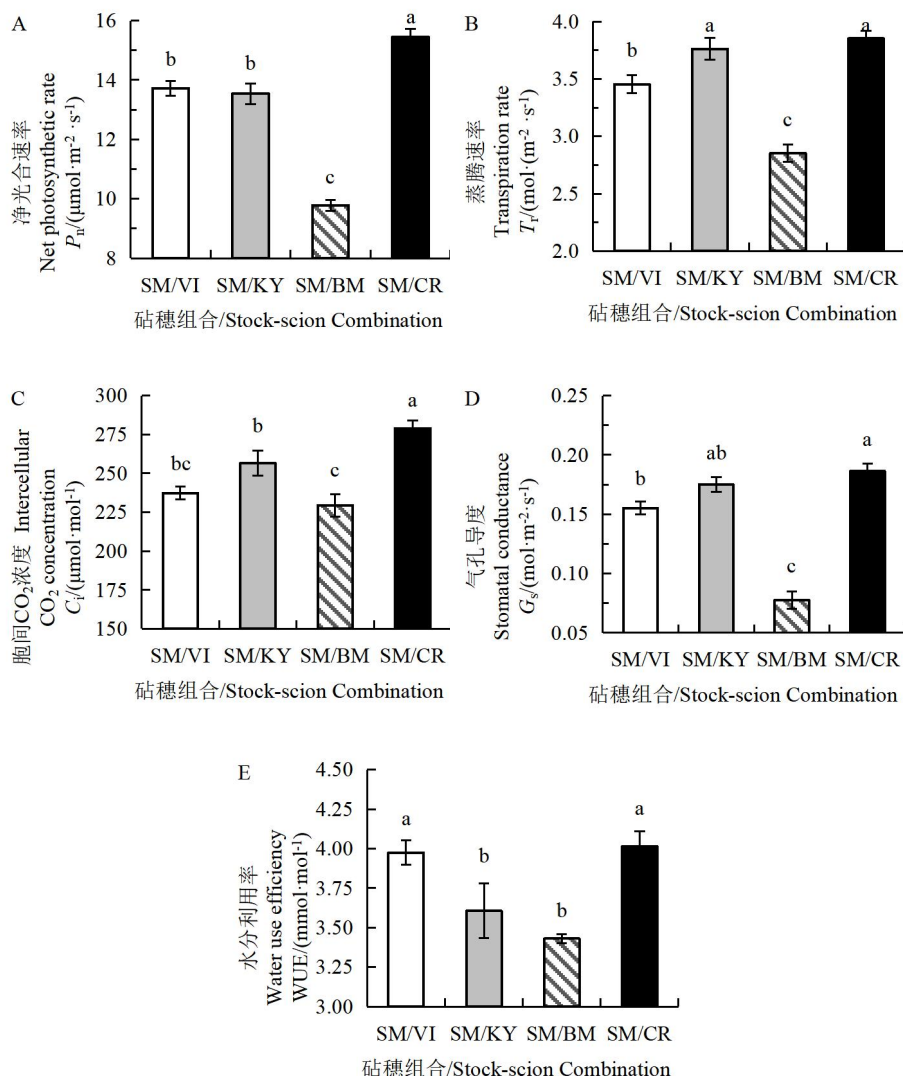 A
净光合速率
Net photosynthetic rate
Pn/(μmol·m-2 ·s-1)
16
14
12
10
8
b
b
c
a
SM/VI SM/KY SM/BM SM/CR
砧穗组合/Stock-scion Combination
B
蒸腾速率
Transpiration rate
Tr/(mol·(m-2 ·s-1)
4.0
3.5
3.0
2.5
2.0
b
a
c
a
SM/VI SM/KY SM/BM SM/CR
砧穗组合/Stock-scion Combination
C
胞间CO2浓度 Intercellular
CO2 concentration
Ci/(μmol·mol-1)
300
275
250
225
200
175
150
bc
b
c
a
SM/VI SM/KY SM/BM SM/CR
砧穗组合/Stock-scion Combination
D
气孔导度
Stomatal conductance
Gs/(mol·m-2·s-1)
0.25
0.20
0.15
0.10
0.05
b
ab
c
a
SM/VI SM/KY SM/BM SM/CR
砧穗组合/Stock-scion Combination
E
水分利用率
Water use efficiency
WUE/(mmol·mol-1)
4.50
4.00
3.50
3.00
a
b
b
a
SM/VI SM/KY SM/BM SM/CR
砧穗组合/Stock-scion Combination